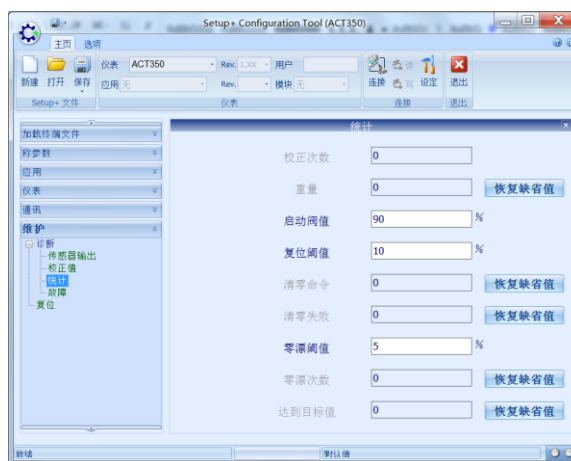 Setup+ Configuration Tool (ACT350)
主页 选项
新建 打开 保存
Setup+ 文件
仪表 ACT350 Rev. 1.XX 用户
应用 无 Rev. 模块 无
仪表
连接 读 写 设定
连接
退出
退出
加载终端文件
称参数
应用
仪表
通讯
维护
诊断
传感器输出
校正值
统计
故障
复位
统计
校正次数 0
重量 0 恢复缺省值
启动阀值 90 %
复位阈值 10 %
清零命令 0 恢复缺省值
清零失败 0 恢复缺省值
零漂阈值 5 %
零漂次数 0 恢复缺省值
达到目标值 0 恢复缺省值
就绪 默认值